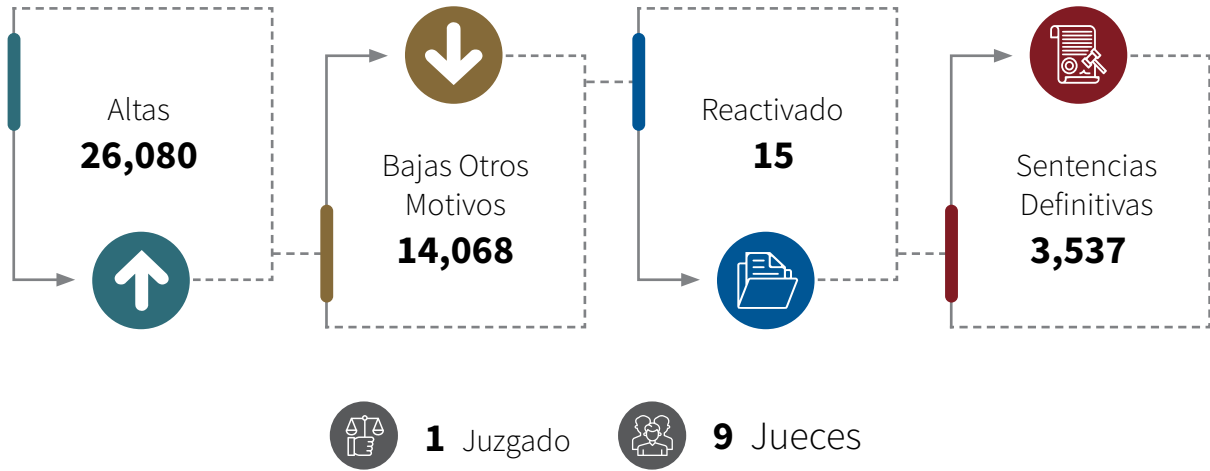 Altas
26,080
Bajas Otros
Motivos
14,068
Reactivado
15
Sentencias
Definitivas
3,537
1 Juzgado
9 Jueces